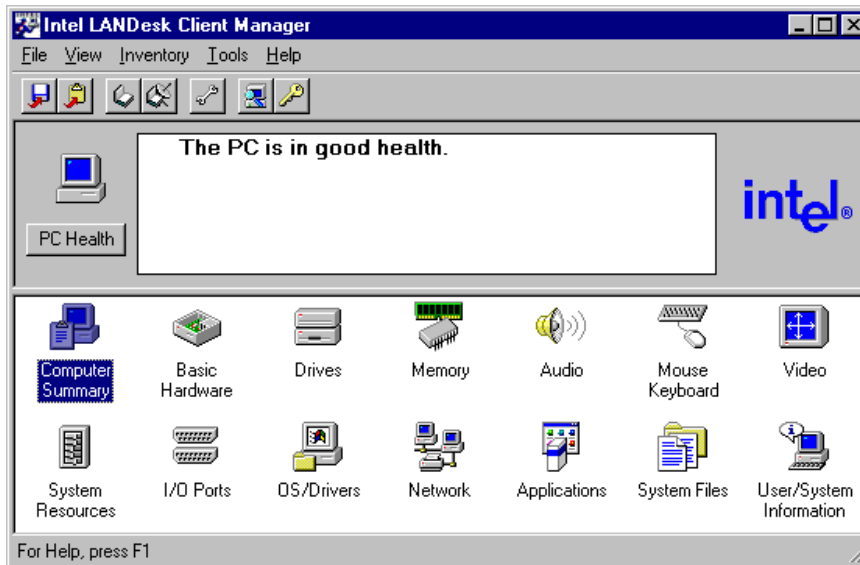 Intel LANDesk Client Manager
File View Inventory Tools Help
The PC is in good health.
PC Health
intel®
Computer Summary
Basic Hardware
Drives
Memory
Audio
Mouse Keyboard
Video
System Resources
I/O Ports
OS/Drivers
Network
Applications
System Files
User/System Information
For Help, press F1